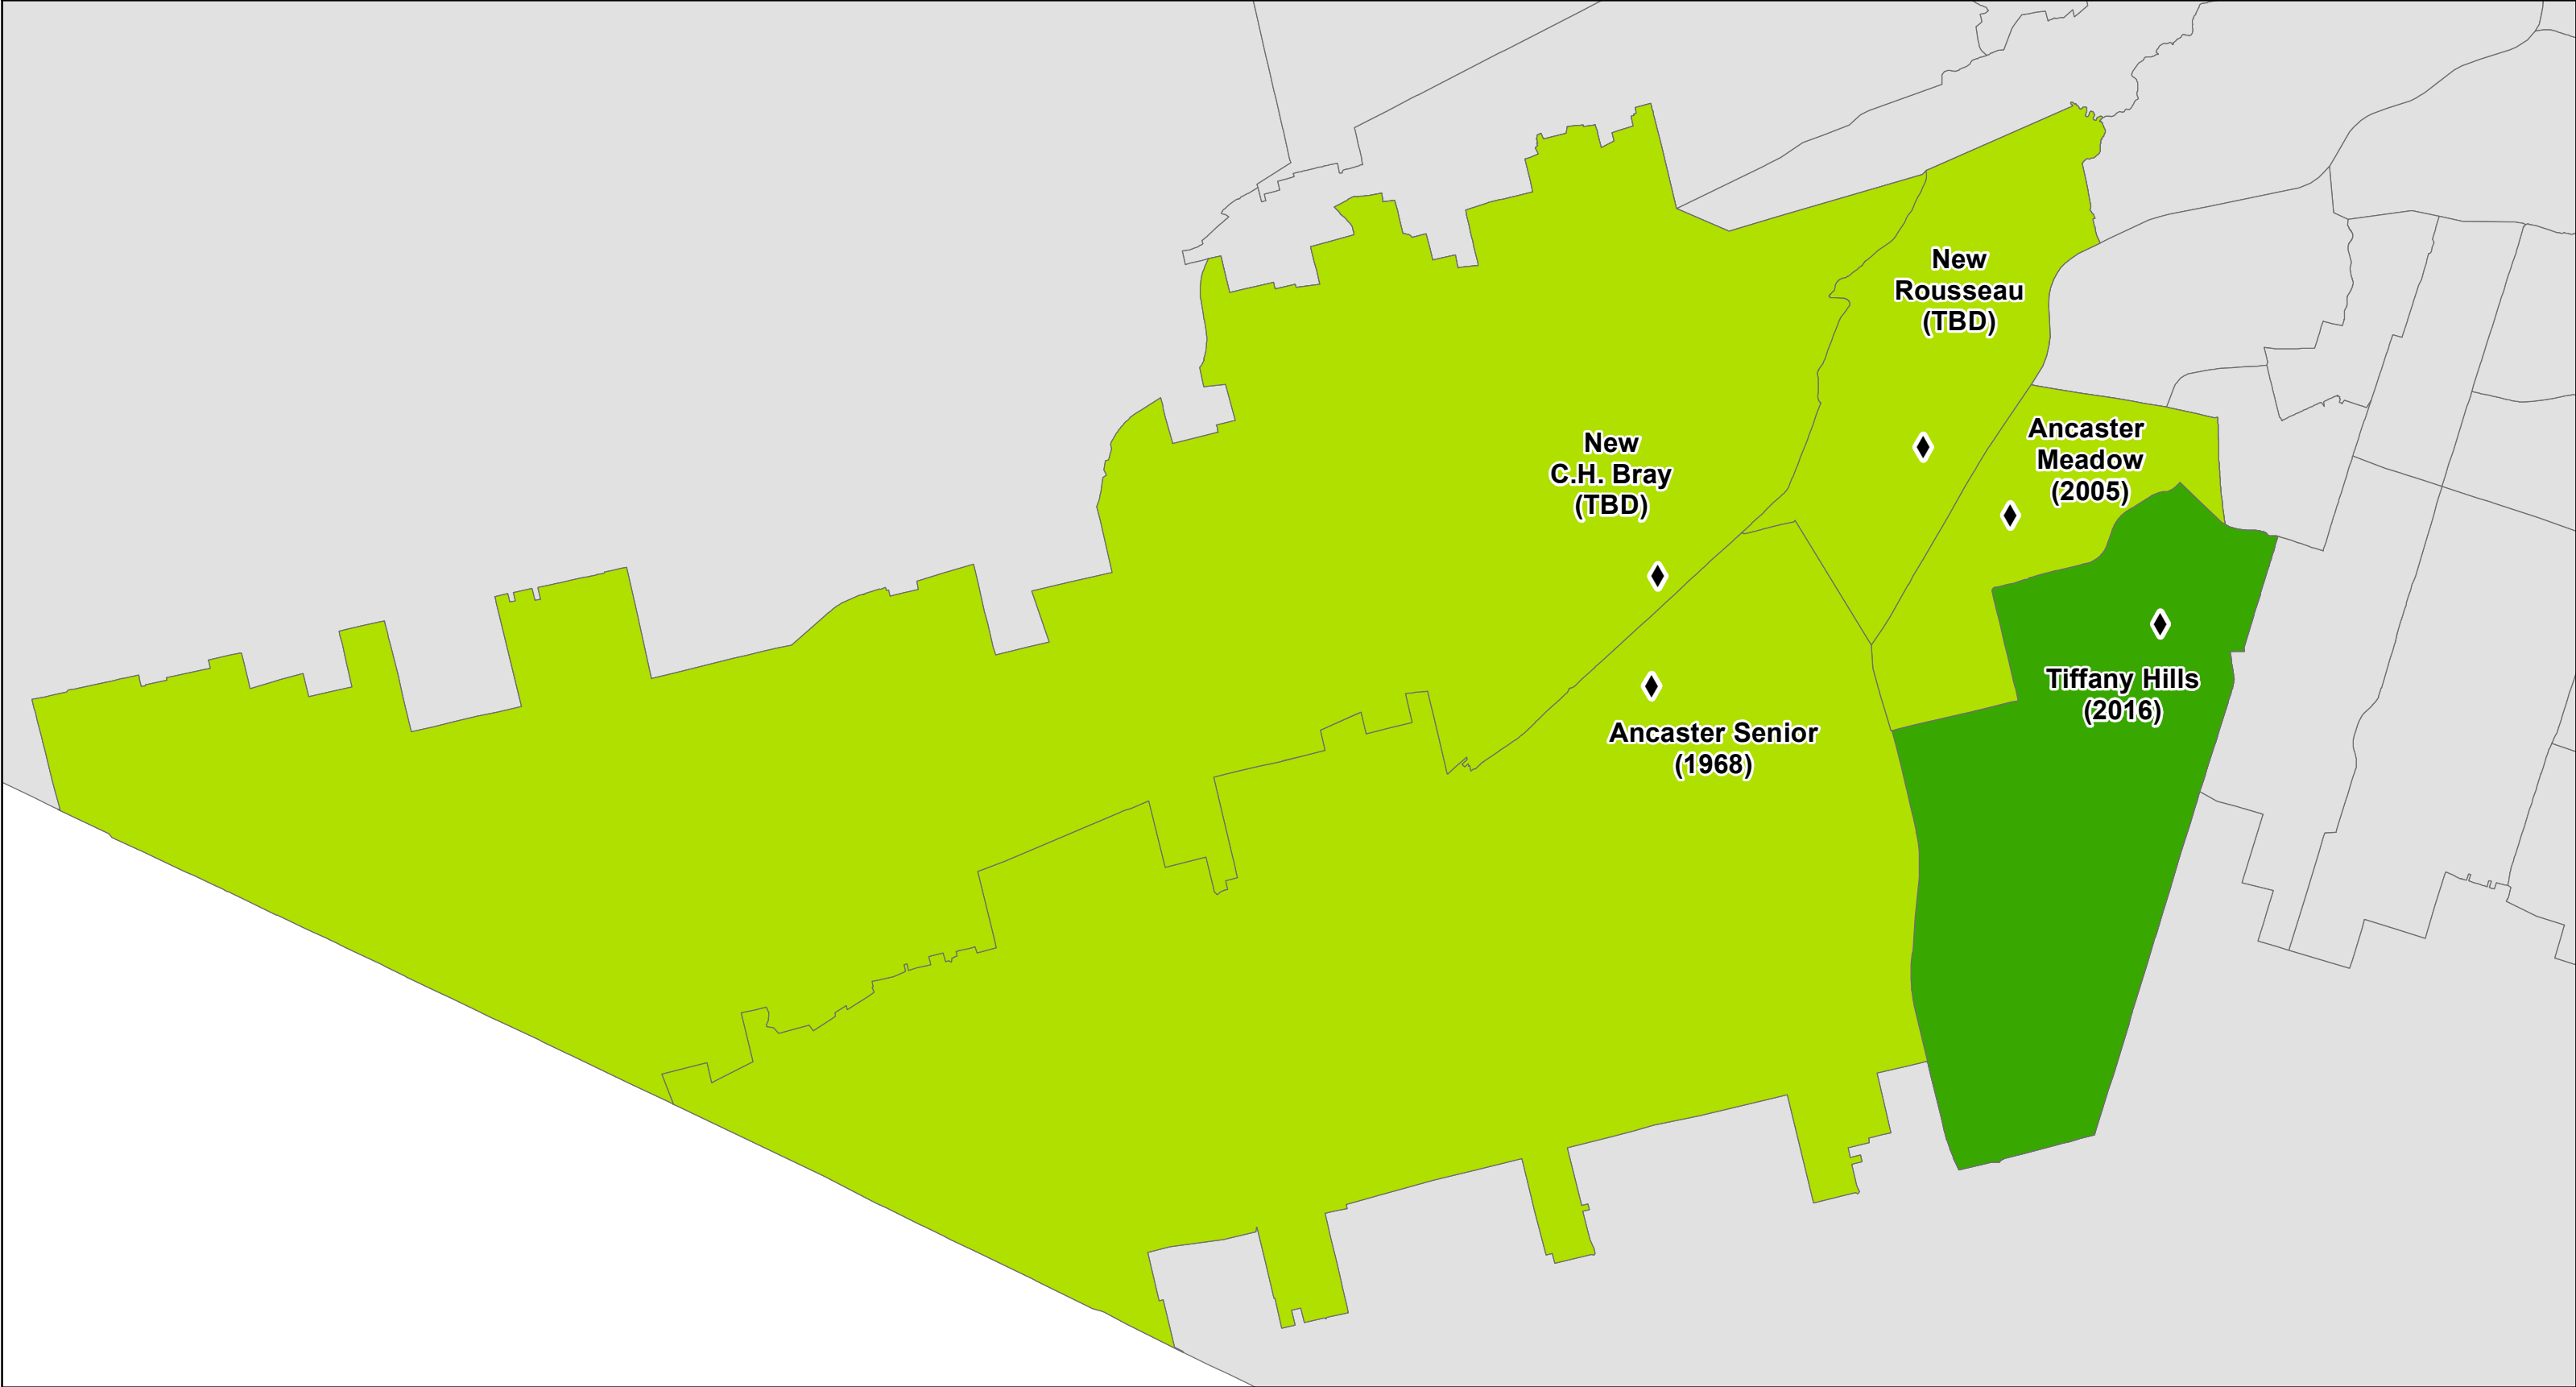 New
Rousseau
(TBD)
New
C.H. Bray
(TBD)
Ancaster
Meadow
(2005)
Tiffany Hills
(2016)
Ancaster Senior
(1968)